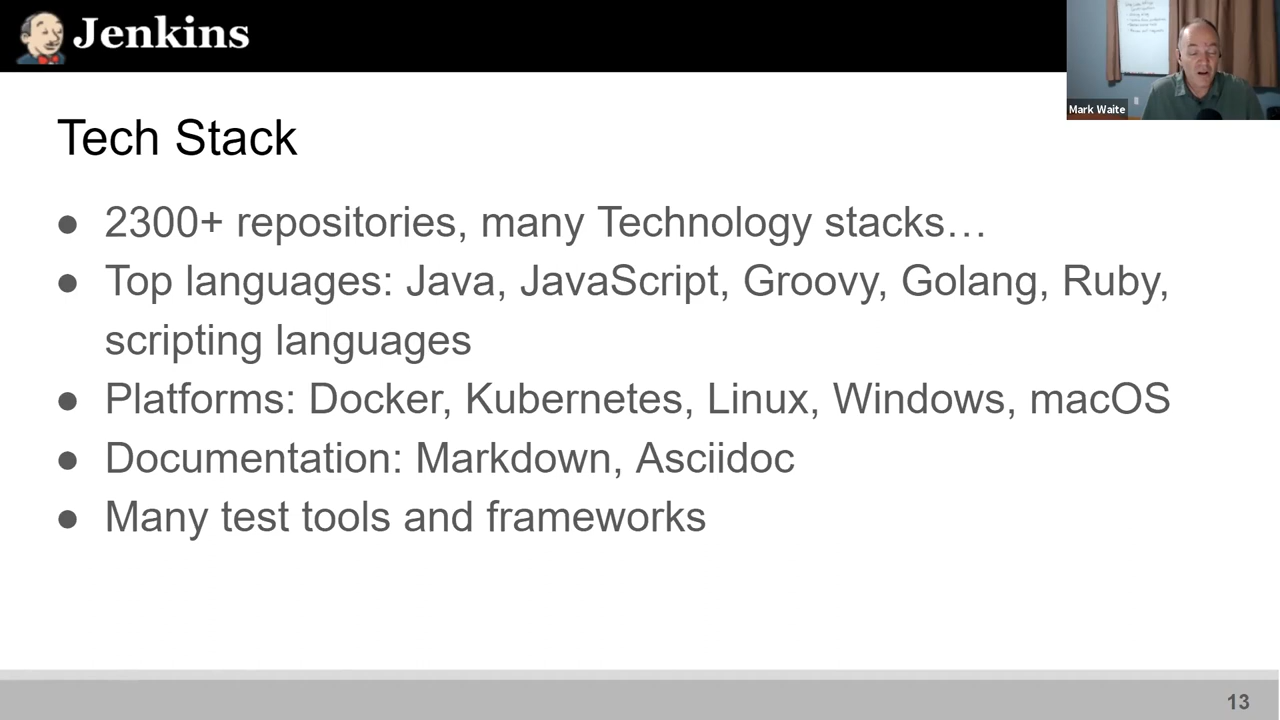 Jenkins
Mark Waite
Tech Stack
● 2300+ repositories, many Technology stacks…
● Top languages: Java, JavaScript, Groovy, Golang, Ruby,
scripting languages
● Platforms: Docker, Kubernetes, Linux, Windows, macOS
● Documentation: Markdown, Asciidoc
● Many test tools and frameworks
13